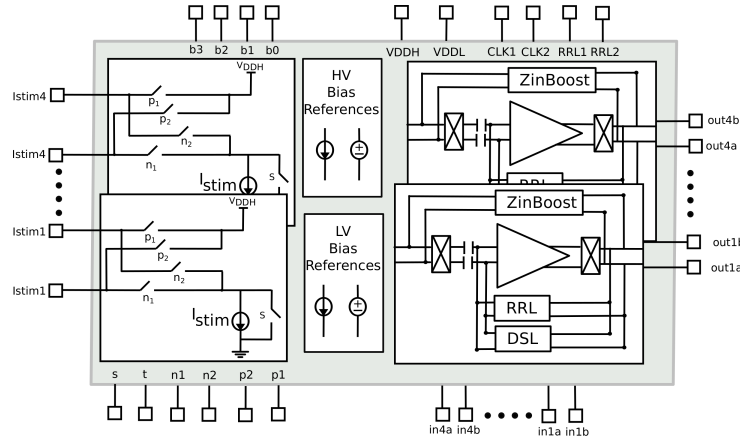 b3 b2 b1 b0
VDDH VDDL CLK1 CLK2 RRL1 RRL2
VDDH
Istim4
p1
p2
n2
Istim4
n1
Istim
s
HV
Bias
References
ZinBoost
RRL
out4b
out4a
VDDH
Istim1
p1
p2
n2
Istim1
n1
Istim
s
LV
Bias
References
ZinBoost
RRL
DSL
out1b
out1a
s t n1 n2 p2 p1
in4a in4b in1a in1b